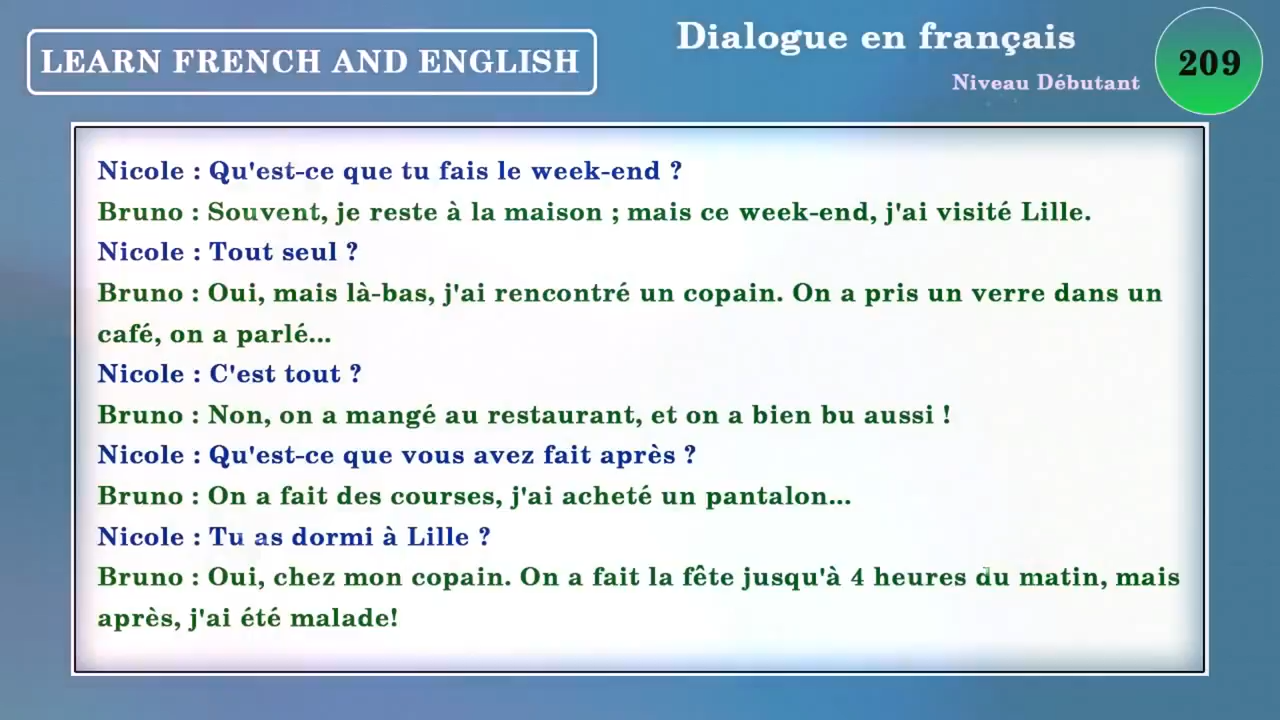 LEARN FRENCH AND ENGLISH
Dialogue en français
Niveau Débutant
209
Nicole : Qu'est-ce que tu fais le week-end ?
Bruno : Souvent, je reste à la maison ; mais ce week-end, j'ai visité Lille.
Nicole : Tout seul ?
Bruno : Oui, mais là-bas, j'ai rencontré un copain. On a pris un verre dans un
café, on a parlé...
Nicole : C'est tout ?
Bruno : Non, on a mangé au restaurant, et on a bien bu aussi !
Nicole : Qu'est-ce que vous avez fait après ?
Bruno : On a fait des courses, j'ai acheté un pantalon...
Nicole : Tu as dormi à Lille ?
Bruno : Oui, chez mon copain. On a fait la fête jusqu'à 4 heures du matin, mais
après, j'ai été malade!